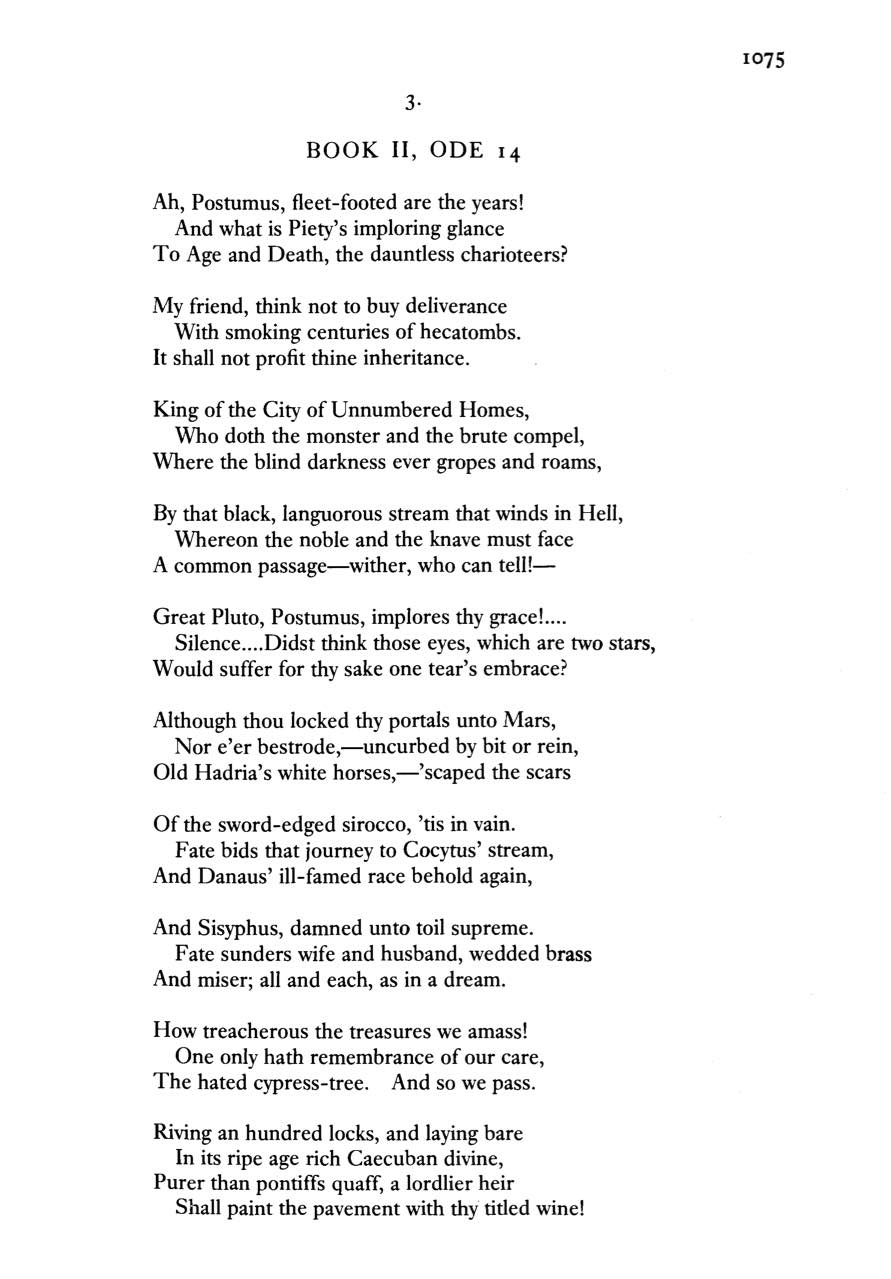 1075
3.
BOOK II, ODE 14
Ah, Postumus, fleet-footed are the years!
And what is Piety's imploring glance
To Age and Death, the dauntless charioteers?
My friend, think not to buy deliverance
With smoking centuries of hecatombs.
It shall not profit thine inheritance.
King of the City of Unnumbered Homes,
Who doth the monster and the brute compel,
Where the blind darkness ever gropes and roams,
By that black, languorous stream that winds in Hell,
Whereon the noble and the knave must face
A common passage—wither, who can tell!—
Great Pluto, Postumus, implores thy grace!....
Silence....Didst think those eyes, which are two stars,
Would suffer for thy sake one tear's embrace?
Although thou locked thy portals unto Mars,
Nor e'er bestrode,—uncurbed by bit or rein,
Old Hadria's white horses,—'scaped the scars
Of the sword-edged sirocco, 'tis in vain.
Fate bids that journey to Cocytus' stream,
And Danaus' ill-famed race behold again,
And Sisyphus, damned unto toil supreme.
Fate sunders wife and husband, wedded brass
And miser; all and each, as in a dream.
How treacherous the treasures we amass!
One only hath remembrance of our care,
The hated cypress-tree. And so we pass.
Riving an hundred locks, and laying bare
In its ripe age rich Caecuban divine,
Purer than pontiffs quaff, a lordlier heir
Shall paint the pavement with thy titled wine!